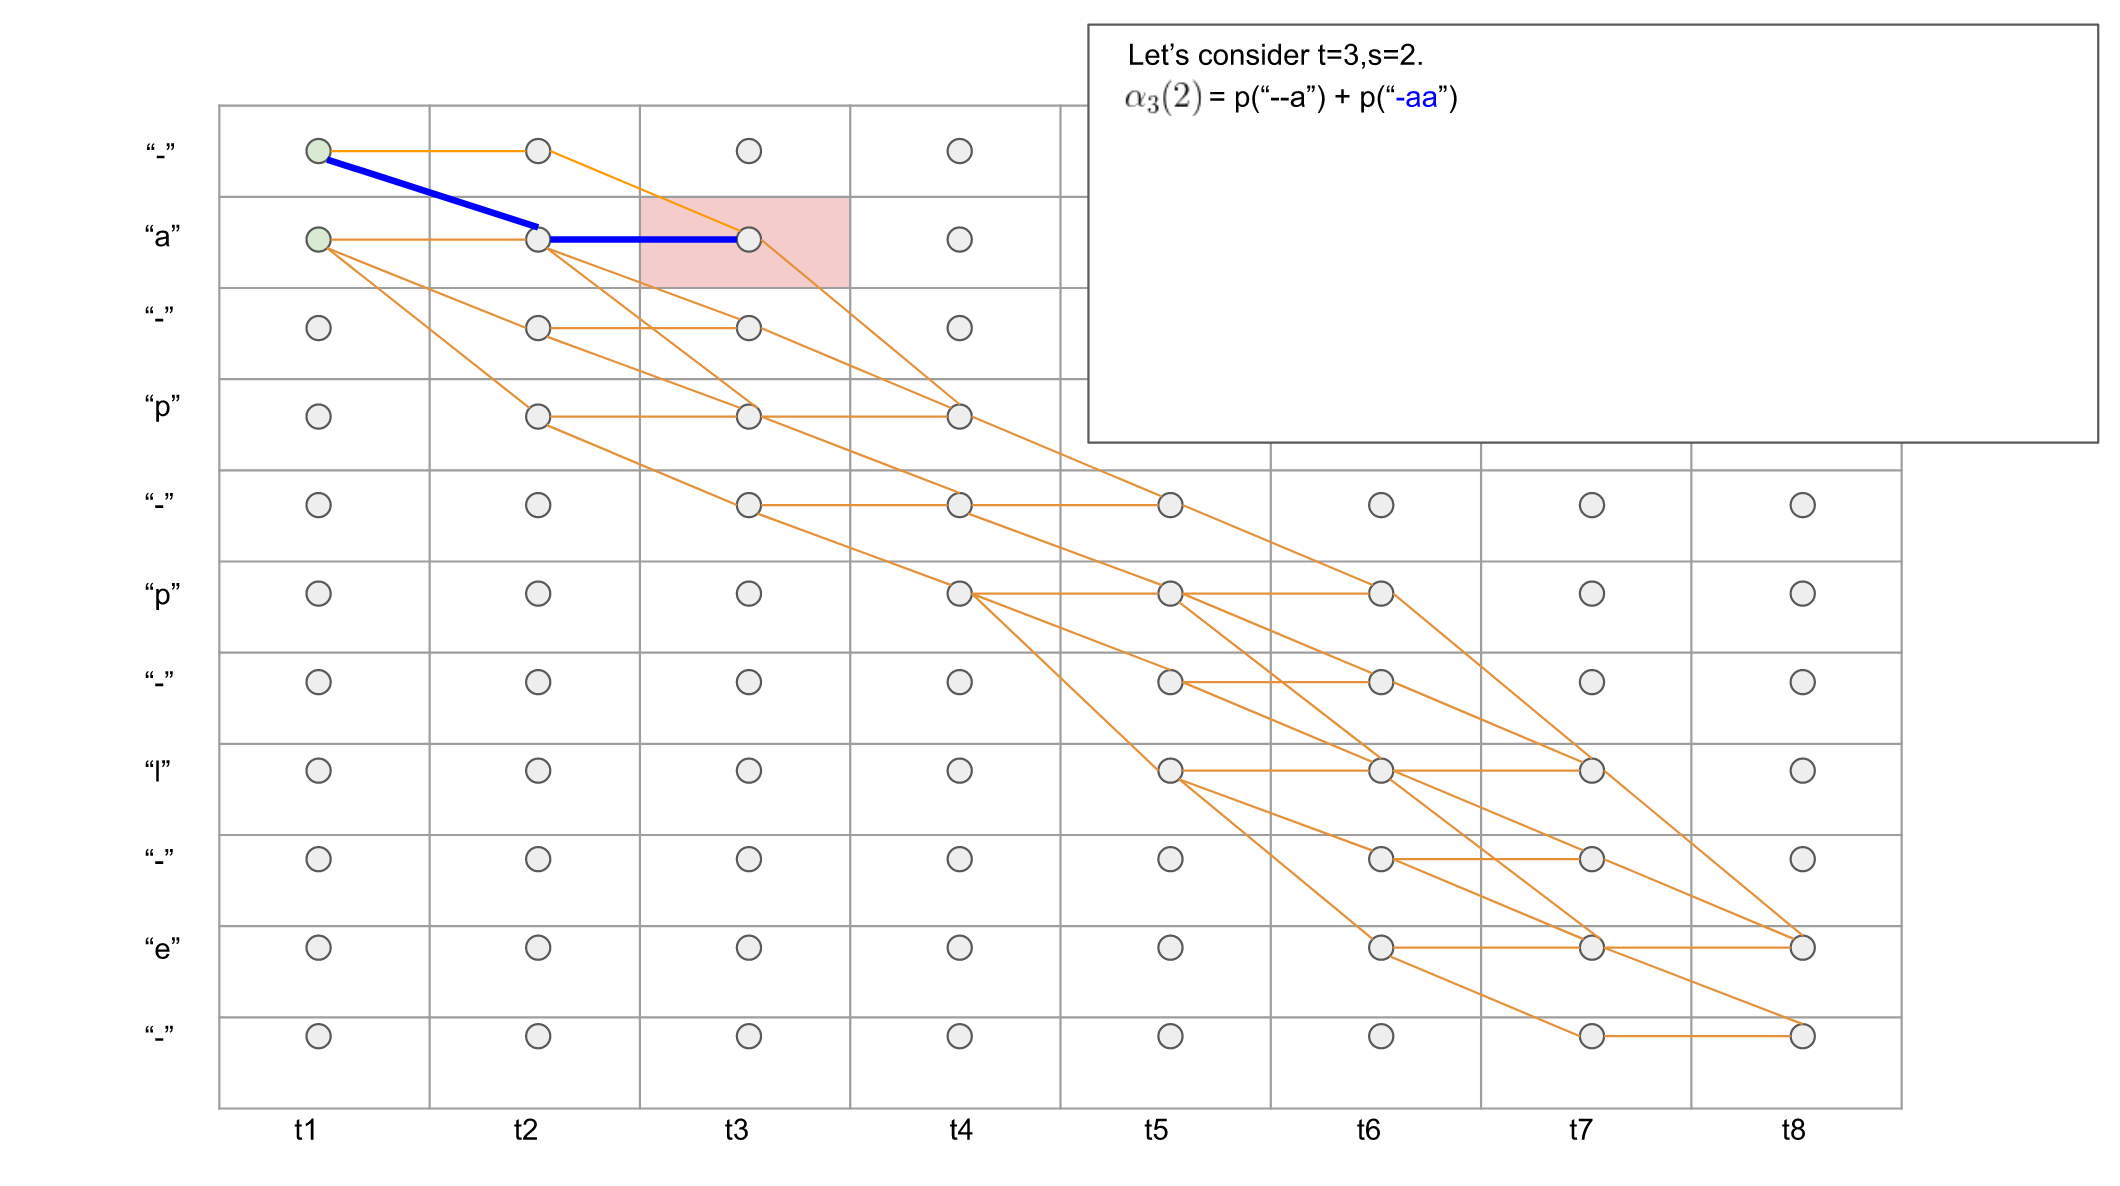 Let’s consider t=3,s=2.
α₃(2) = p(“--a”) + p(“-aa”)
“-”
“a”
“-”
“p”
“-”
“p”
“-”
“l”
“-”
“e”
“-”
t1 t2 t3 t4 t5 t6 t7 t8